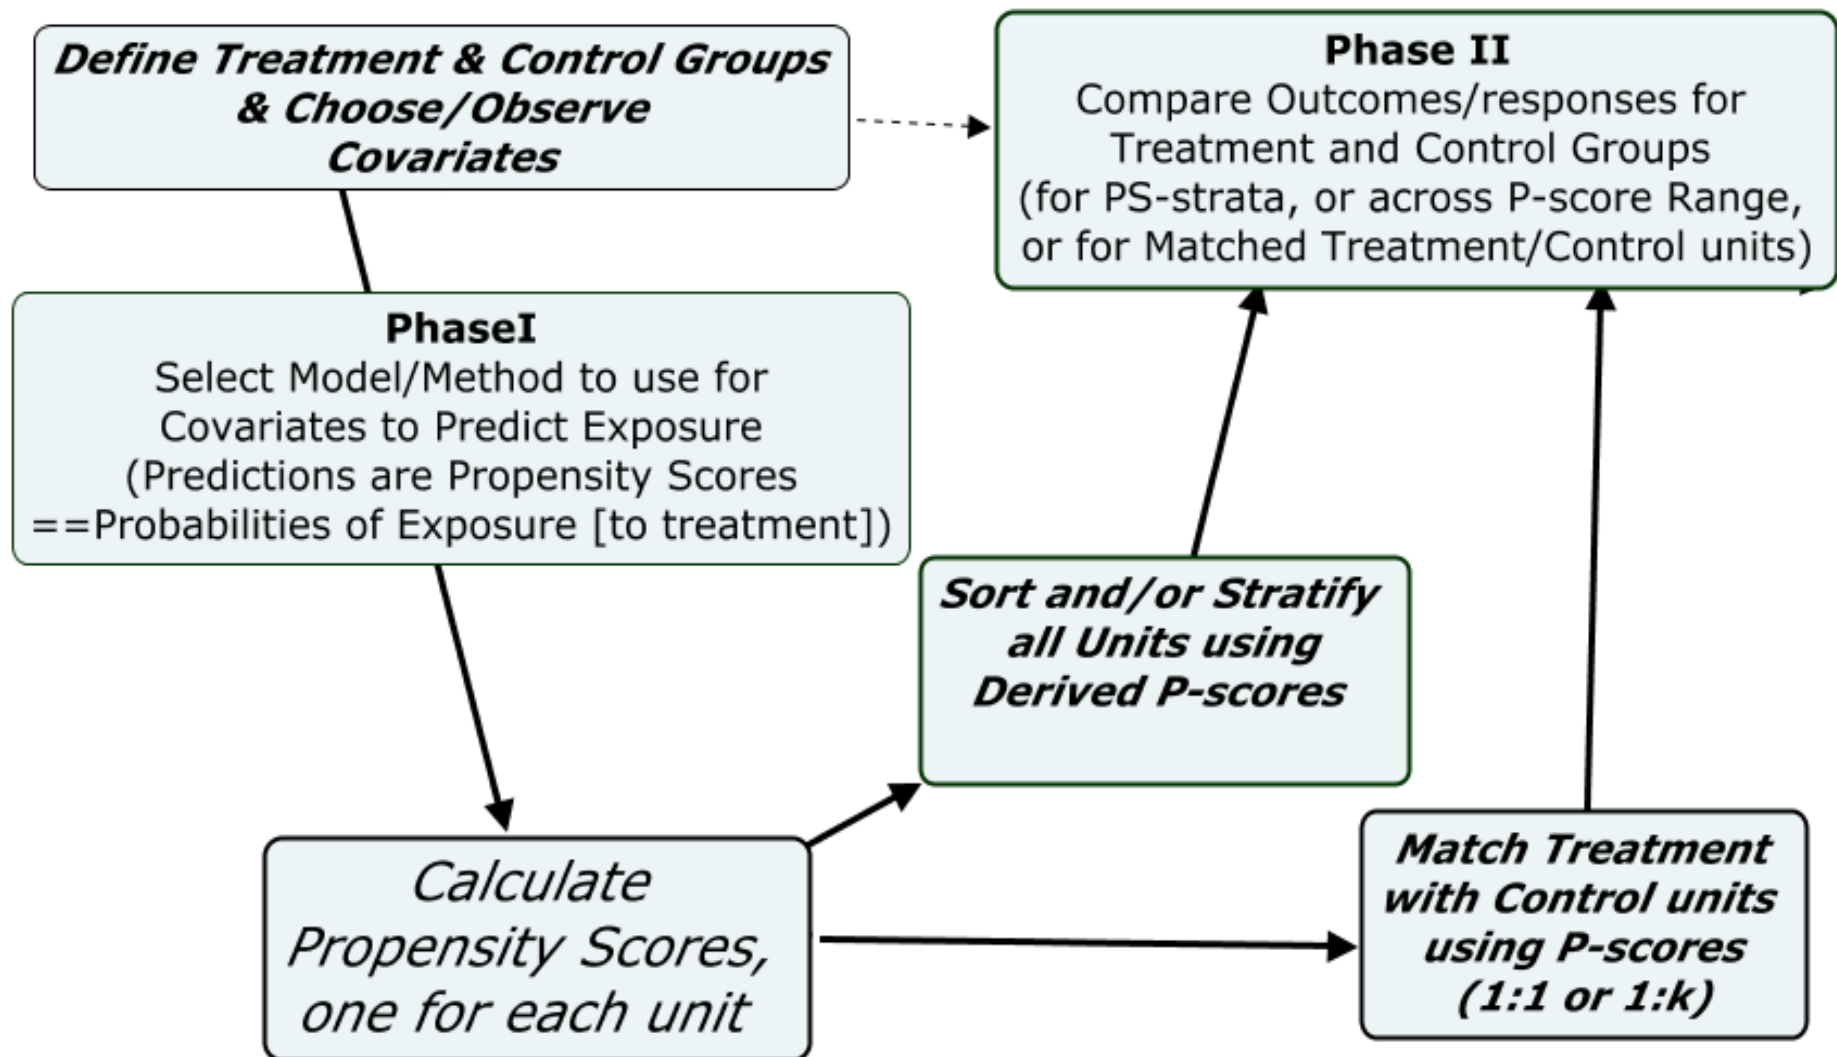 Define Treatment & Control Groups
& Choose/Observe
Covariates
Phase II
Compare Outcomes/responses for
Treatment and Control Groups
(for PS-strata, or across P-score Range,
or for Matched Treatment/Control units)
PhaseI
Select Model/Method to use for
Covariates to Predict Exposure
(Predictions are Propensity Scores
==Probabilities of Exposure [to treatment])
Sort and/or Stratify
all Units using
Derived P-scores
Calculate
Propensity Scores,
one for each unit
Match Treatment
with Control units
using P-scores
(1:1 or 1:k)